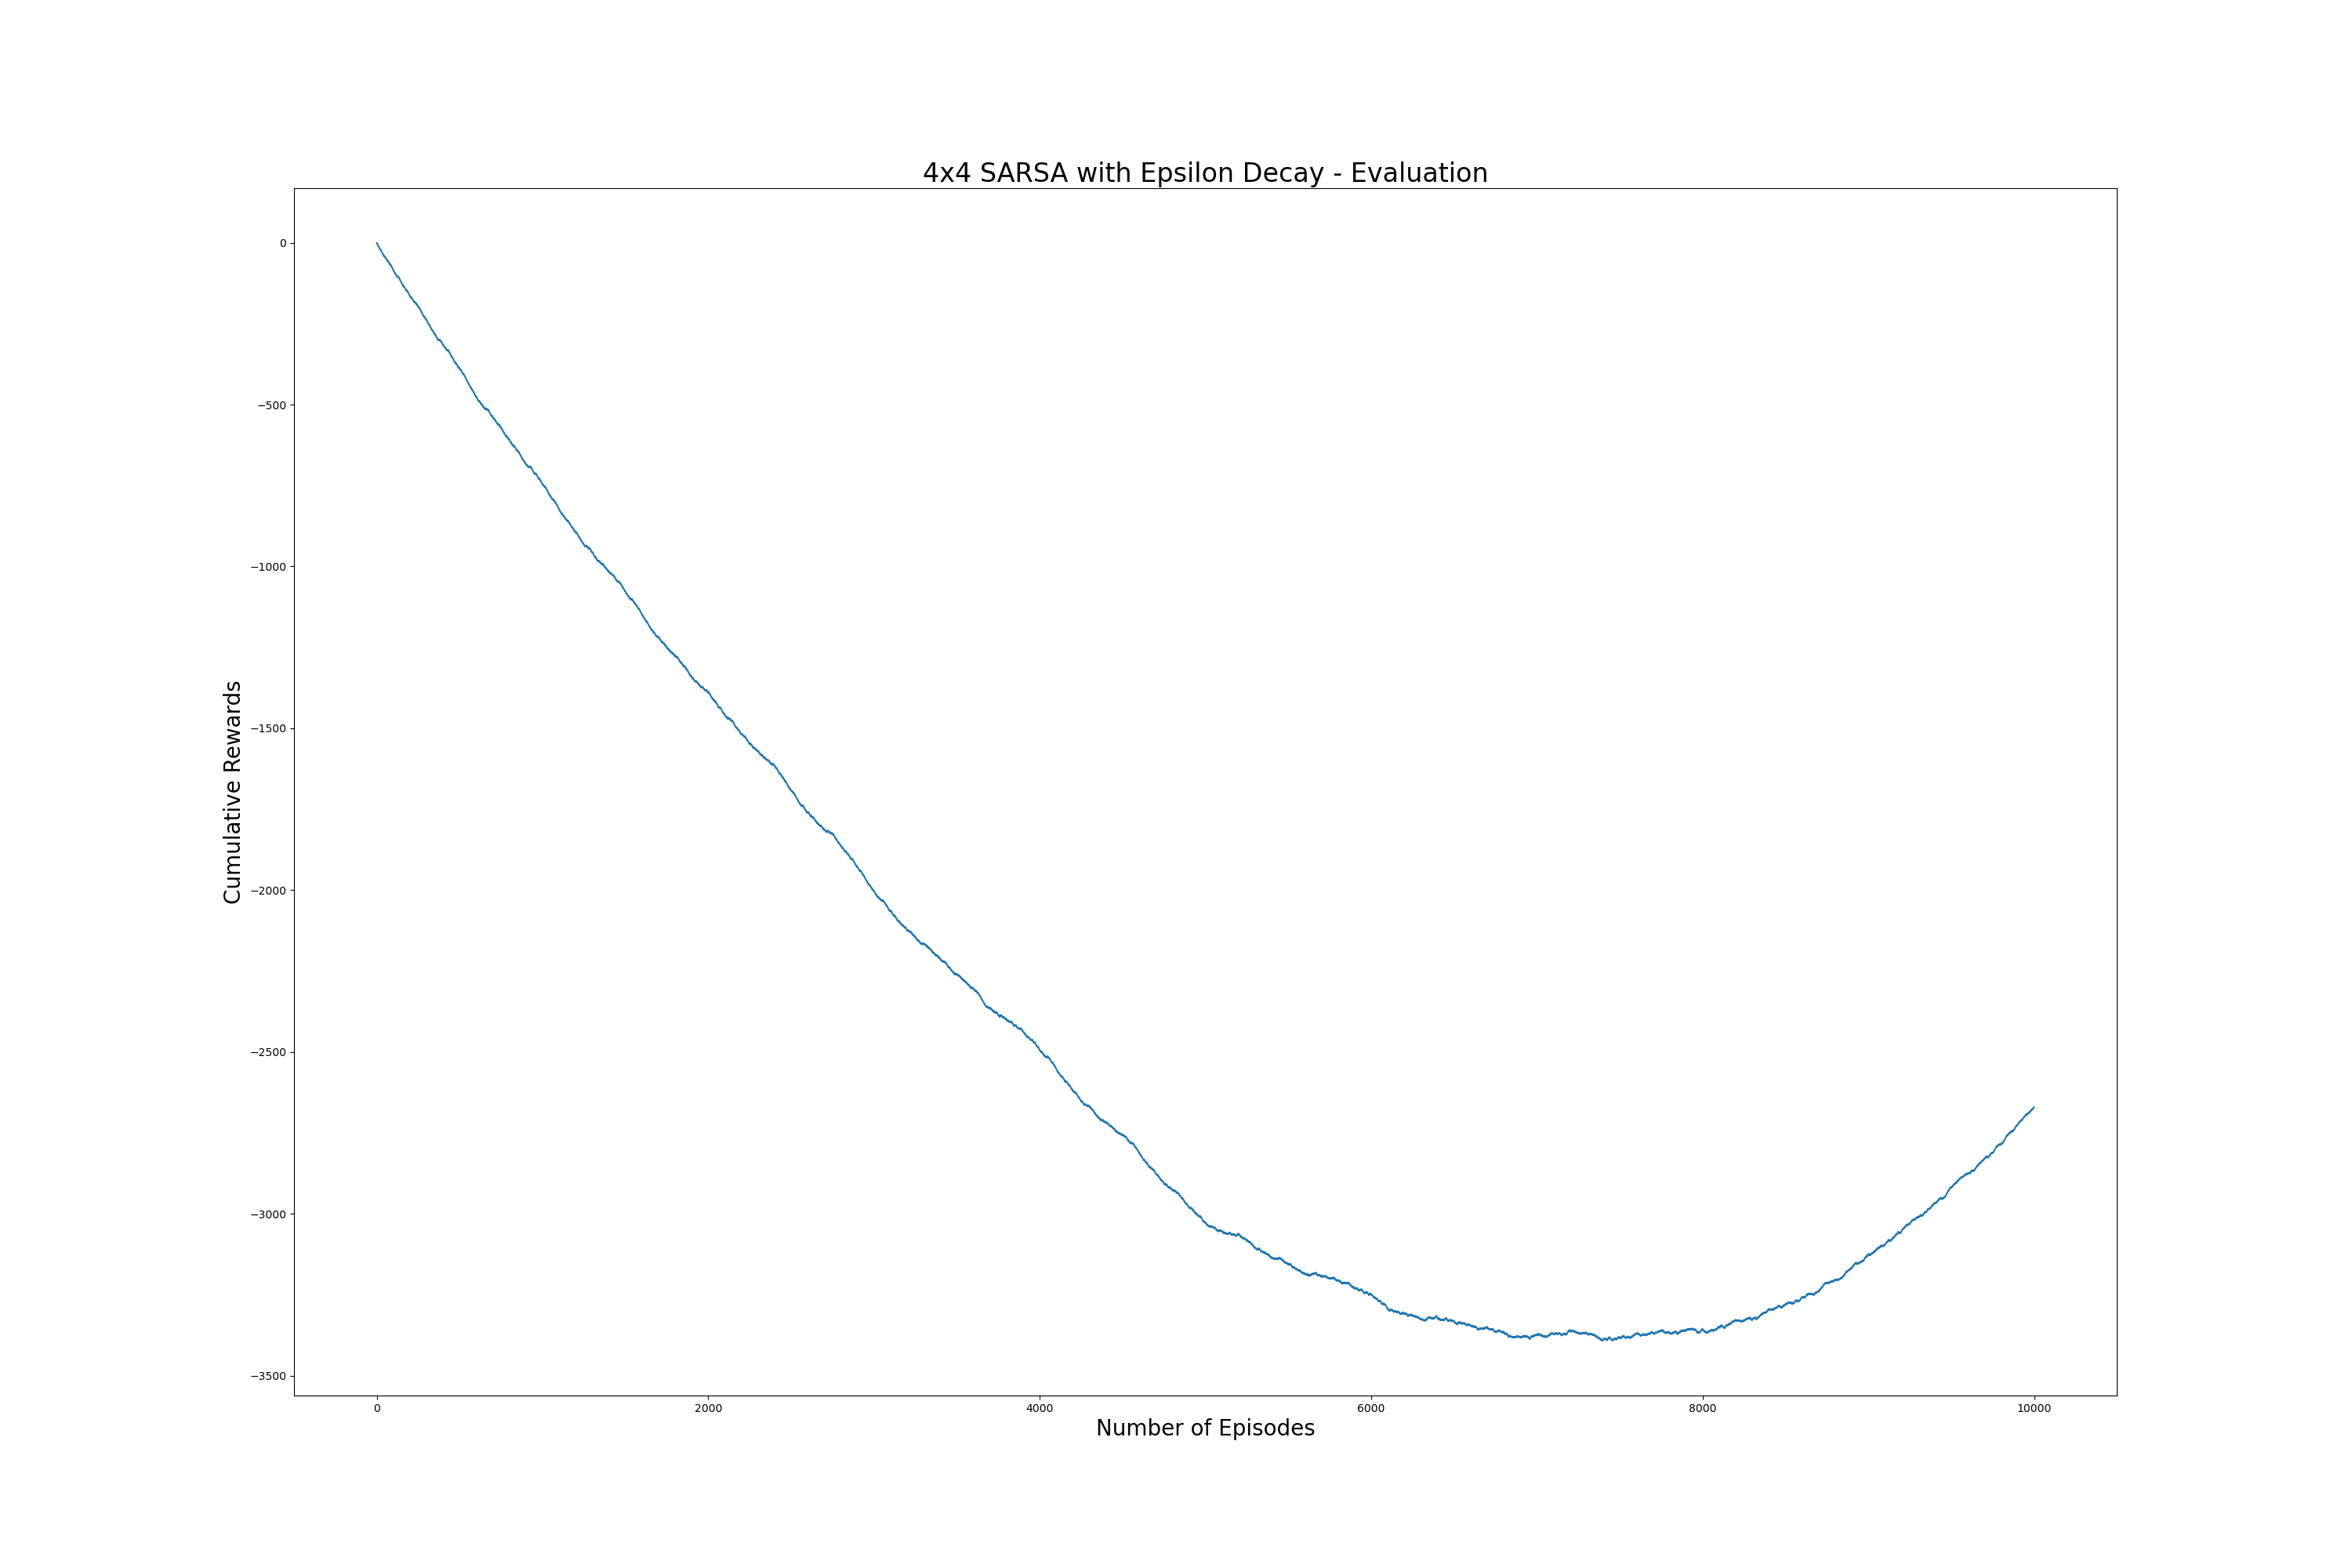 4x4 SARSA with Epsilon Decay - Evaluation
0
−500
−1000
−1500
−2000
−2500
−3000
−3500
Cumulative Rewards
0 2000 4000 6000 8000 10000
Number of Episodes